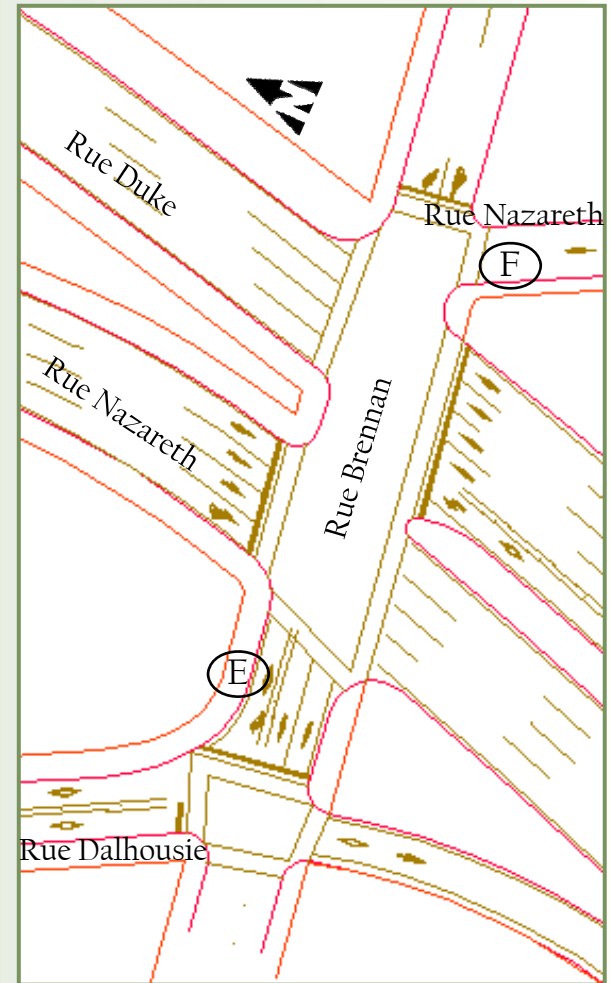 N
Rue Duke
Rue Nazareth
F
Rue Nazareth
Rue Brennan
E
Rue Dalhousie